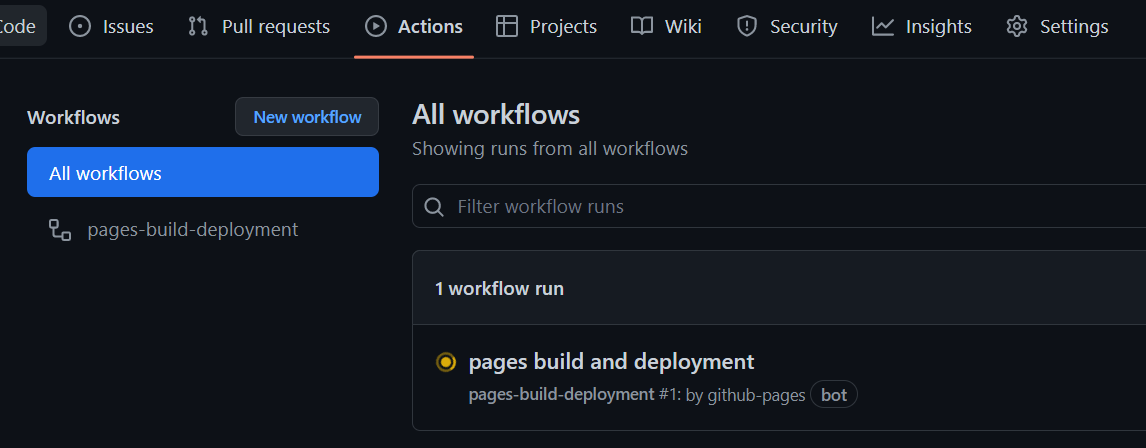 Code Issues Pull requests Actions Projects Wiki Security Insights Settings
Workflows
New workflow
All workflows
pages-build-deployment
All workflows
Showing runs from all workflows
Filter workflow runs
1 workflow run
pages build and deployment
pages-build-deployment #1: by github-pages bot